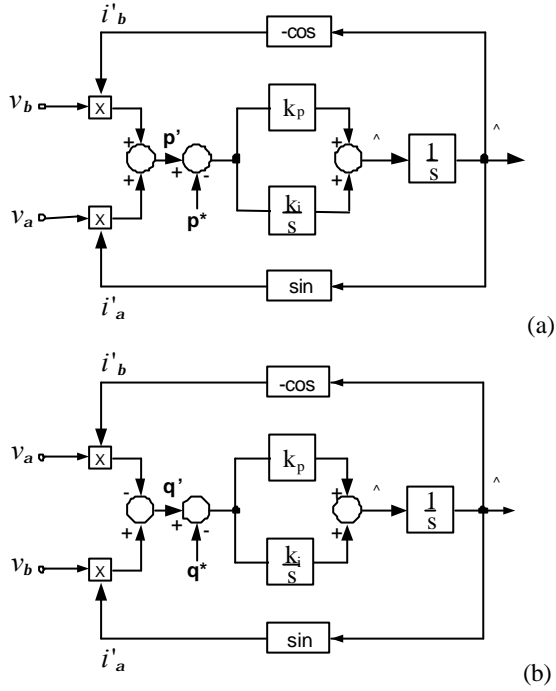 i'b
-cos
vb
X
+
+
p'
+
-
p*
kp
ki
s
+
+
^
1
s
^
va
X
sin
i'a
(a)
i'b
-cos
va
X
-
+
q'
+
-
q*
kp
ki
s
+
+
^
1
s
^
vb
X
sin
i'a
(b)